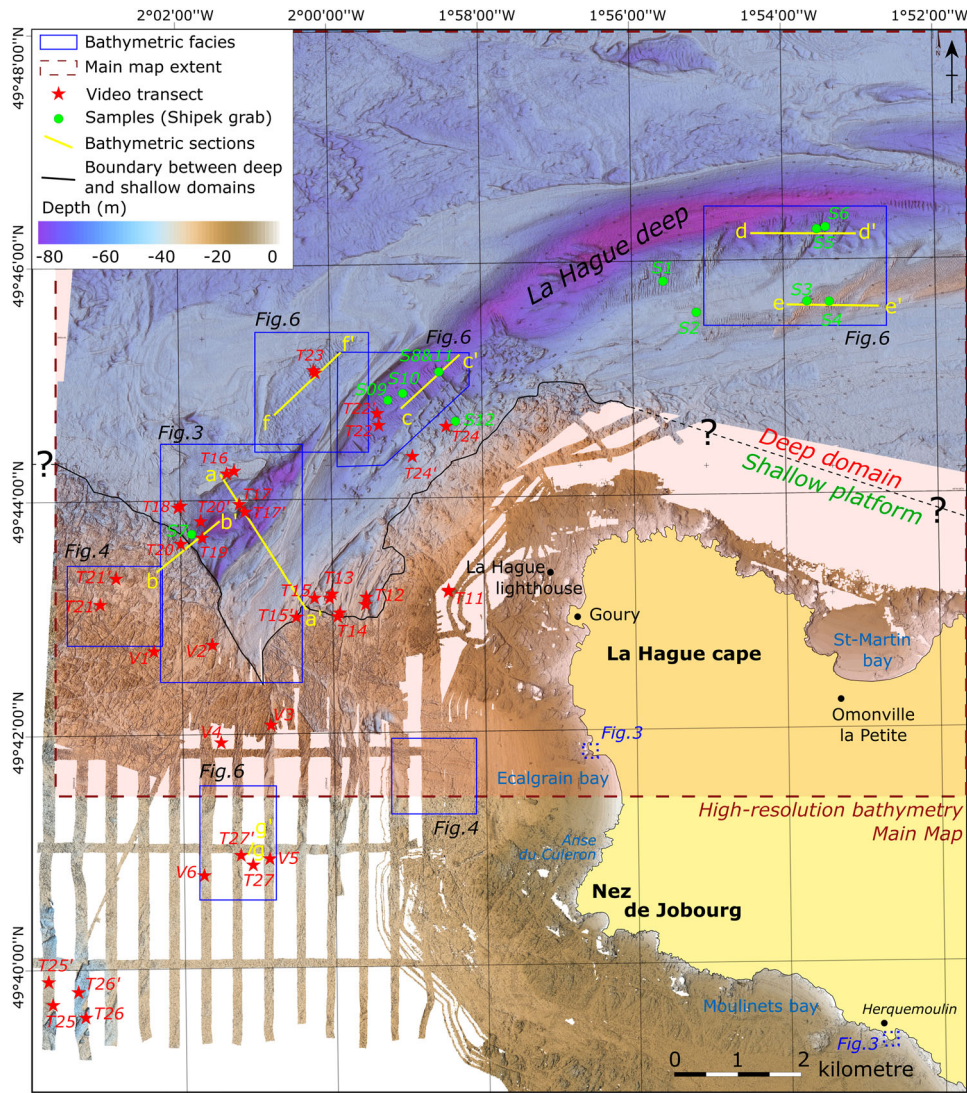 2°02'00"W
2°00'00"W
1°58'00"W
1°56'00"W
1°54'00"W
1°52'00"W
49°48'00"N
49°46'00"N
49°44'00"N
49°42'00"N
49°40'00"N
Bathymetric facies
Main map extent
Video transect
Samples (Shipek grab)
Bathymetric sections
Boundary between deep
and shallow domains
Depth (m)
-80 -60 -40 -20 0
N
La Hague deep
S6
S5
d d'
S1
S3
e e'
S4
S2
Fig.6
Fig.6
f'
T23
f
Fig.6
S8&11
c'
S10
S09
c
T22'
T22
S12
T24
T24'
?
?
?
Deep domain
Shallow platform
Fig.3
T16
a
T17
T17'
T18
T20'
b'
T19
T20
b
Fig.4
T21'
T21
T13
T15
T12
T15'
a'
T14
T11
V1
V2
V3
V4
La Hague
lighthouse
Goury
La Hague cape
St-Martin
bay
Omonville
la Petite
Fig.3
Ecalgrain bay
Fig.4
High-resolution bathymetry
Main Map
Fig.6
g'
T27'
g
V5
T27
V6
Anse
du Culeron
Nez
de Jobourg
T25'
T26'
T25
T26
Moulinets bay
Herquemoulin
Fig.3
0 1 2
kilometre